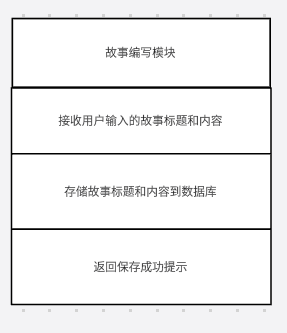 故事编写模块
接收用户输入的故事标题和内容
存储故事标题和内容到数据库
返回保存成功提示